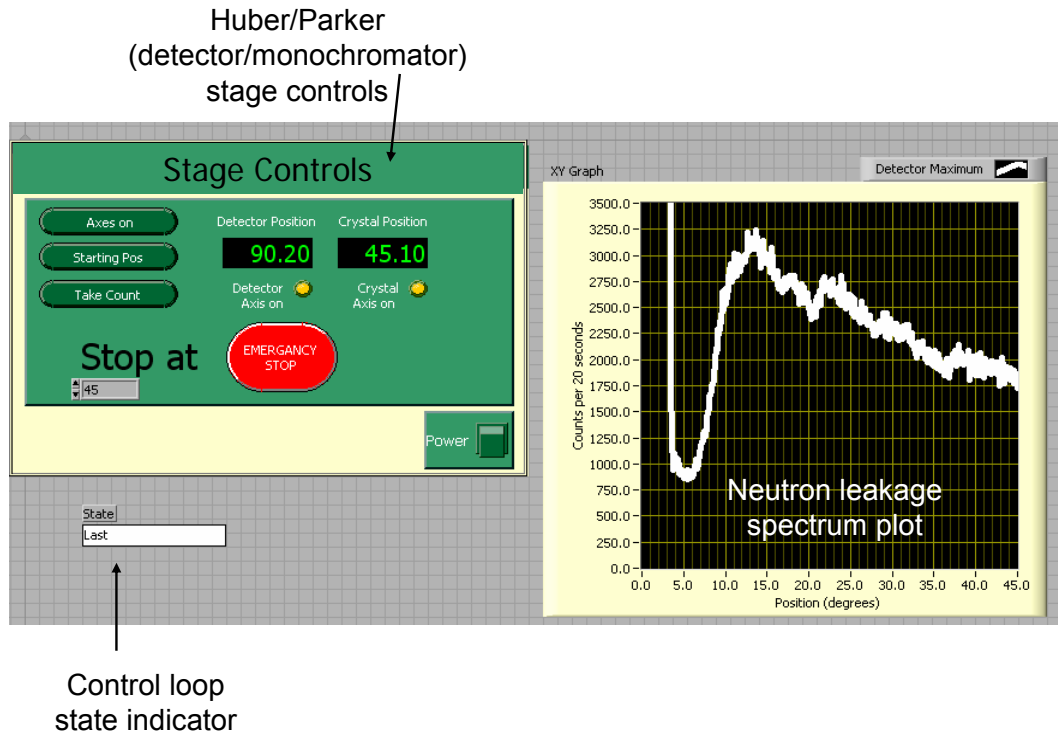 Huber/Parker
(detector/monochromator)
stage controls
Stage Controls
Axes on
Starting Pos
Take Count
Detector Position
Crystal Position
90.20
45.10
Detector
Axis on
Crystal
Axis on
Stop at
45
EMERGANCY
STOP
Power
State
Last
Control loop
state indicator
XY Graph
Detector Maximum
3500.0
3250.0
3000.0
2750.0
2500.0
2250.0
2000.0
1750.0
1500.0
1250.0
1000.0
750.0
500.0
250.0
0.0
Counts per 20 seconds
Neutron leakage
spectrum plot
0.0 5.0 10.0 15.0 20.0 25.0 30.0 35.0 40.0 45.0
Position (degrees)